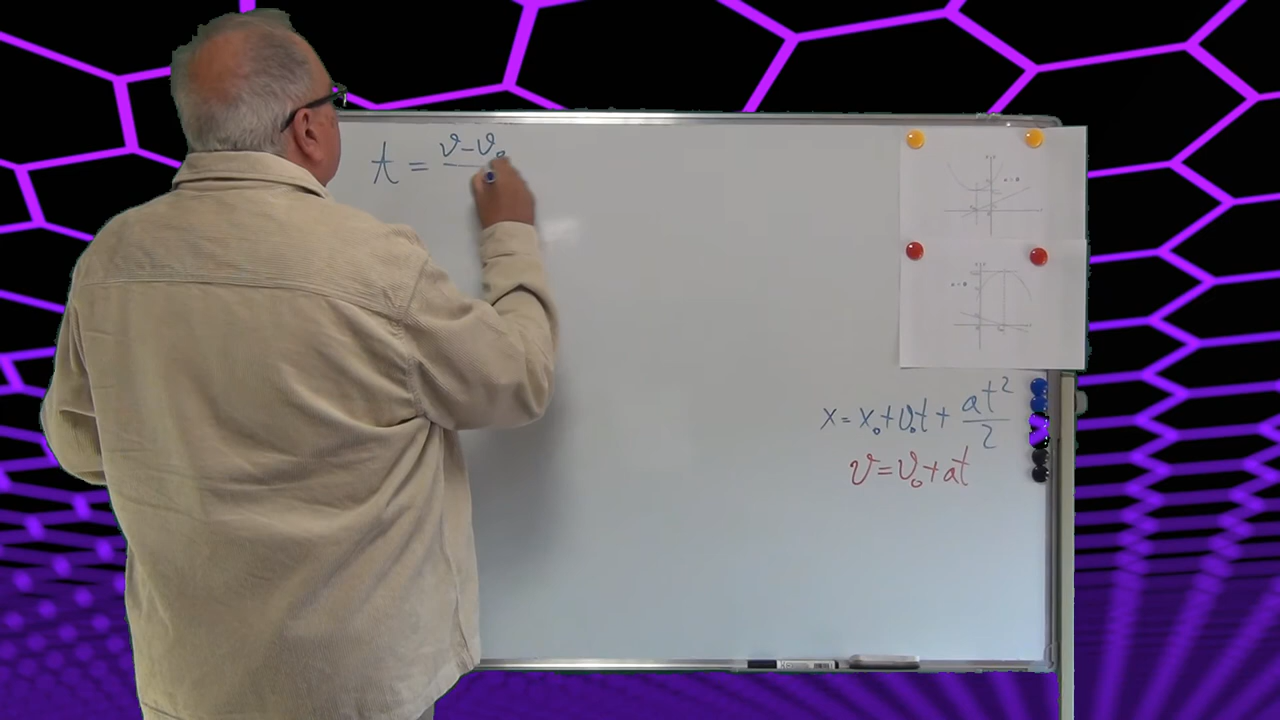 t = v-v₀
x = x₀+v₀t + at²/2
v=v₀+at